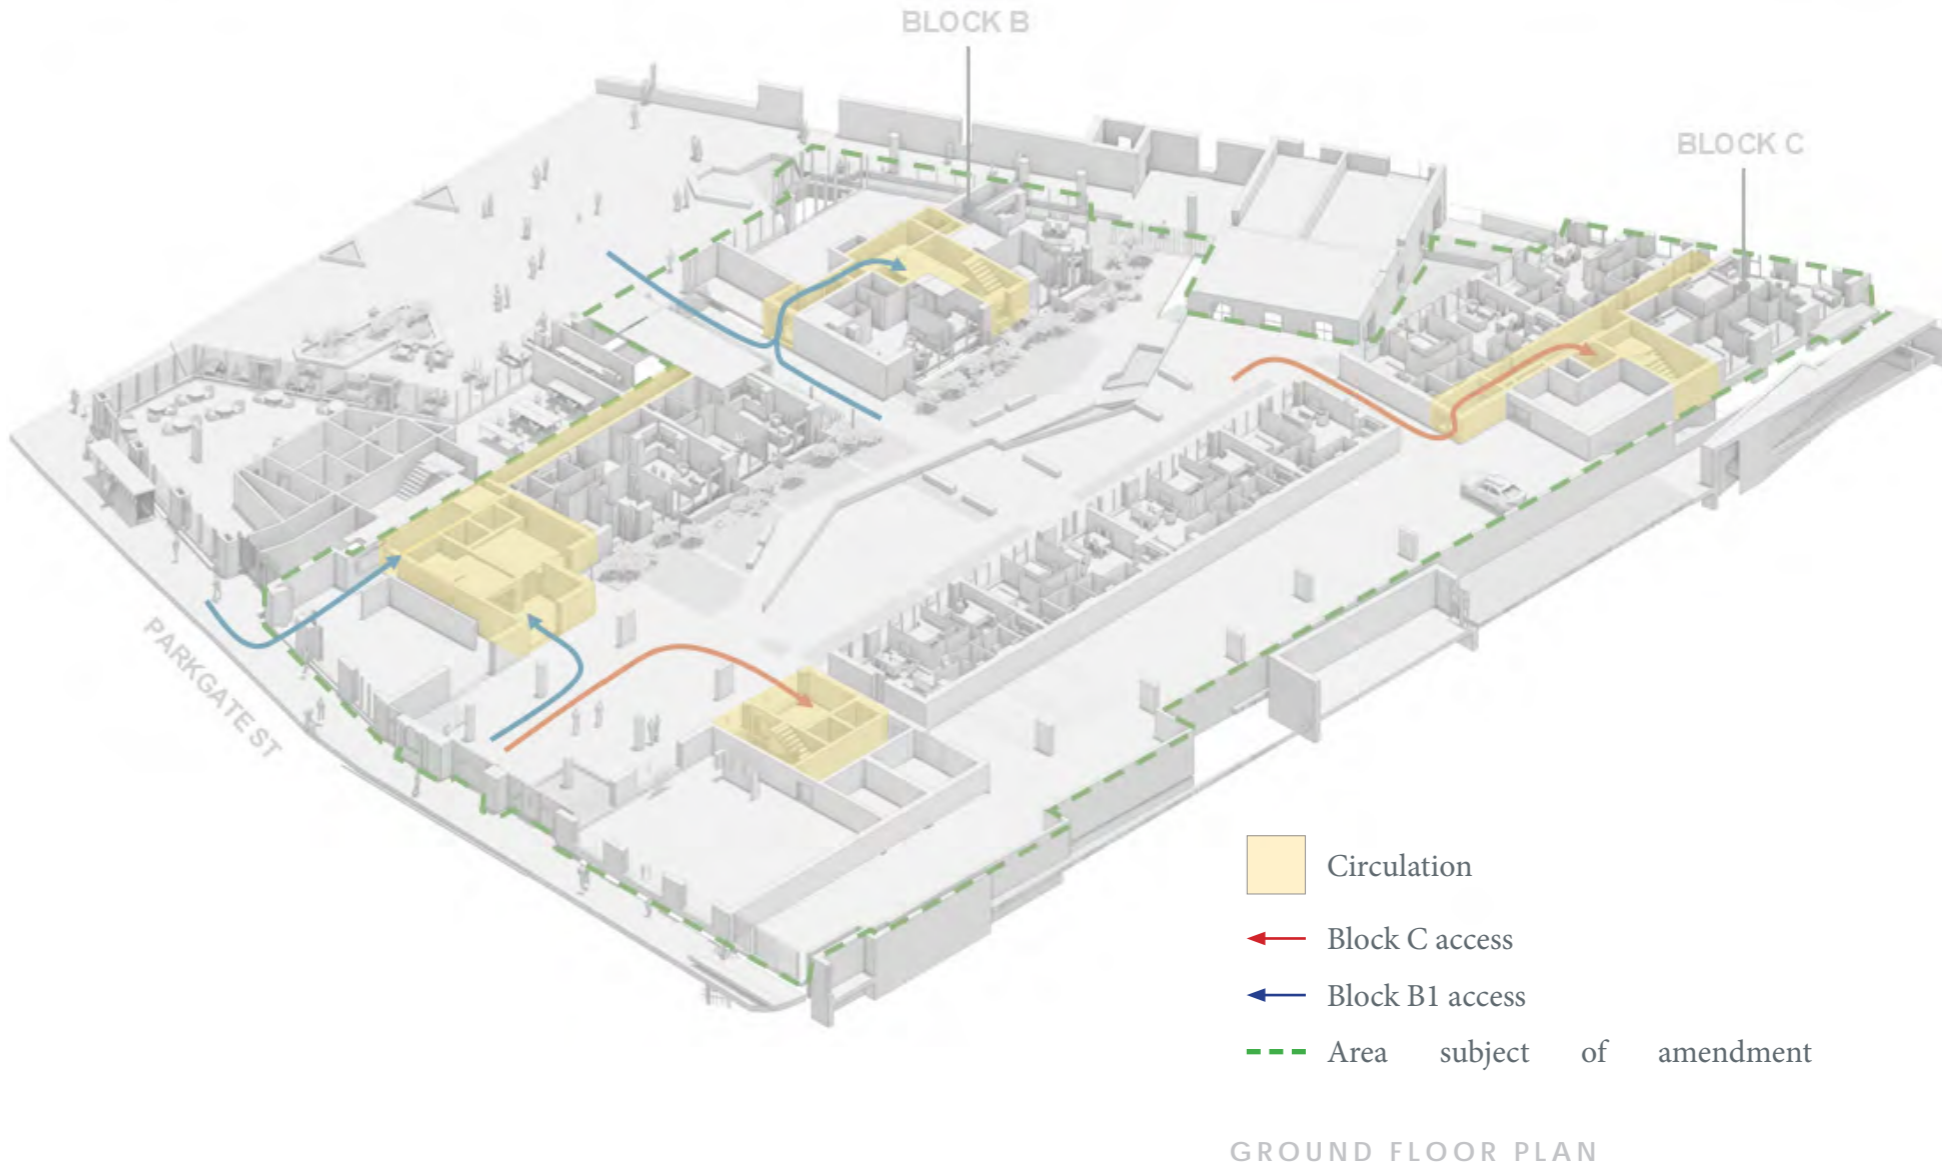 BLOCK B
BLOCK C
PARKGATE ST
Circulation
Block C access
Block B1 access
Area subject of amendment
GROUND FLOOR PLAN